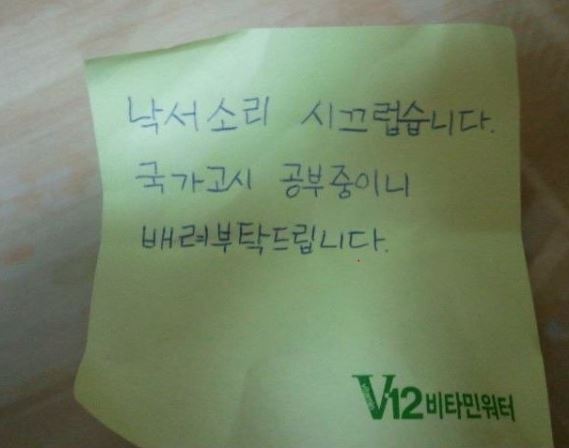 낙서소리 시끄럽습니다.
국가고시 공부중이니
배려부탁드립니다.
V12 비타민워터